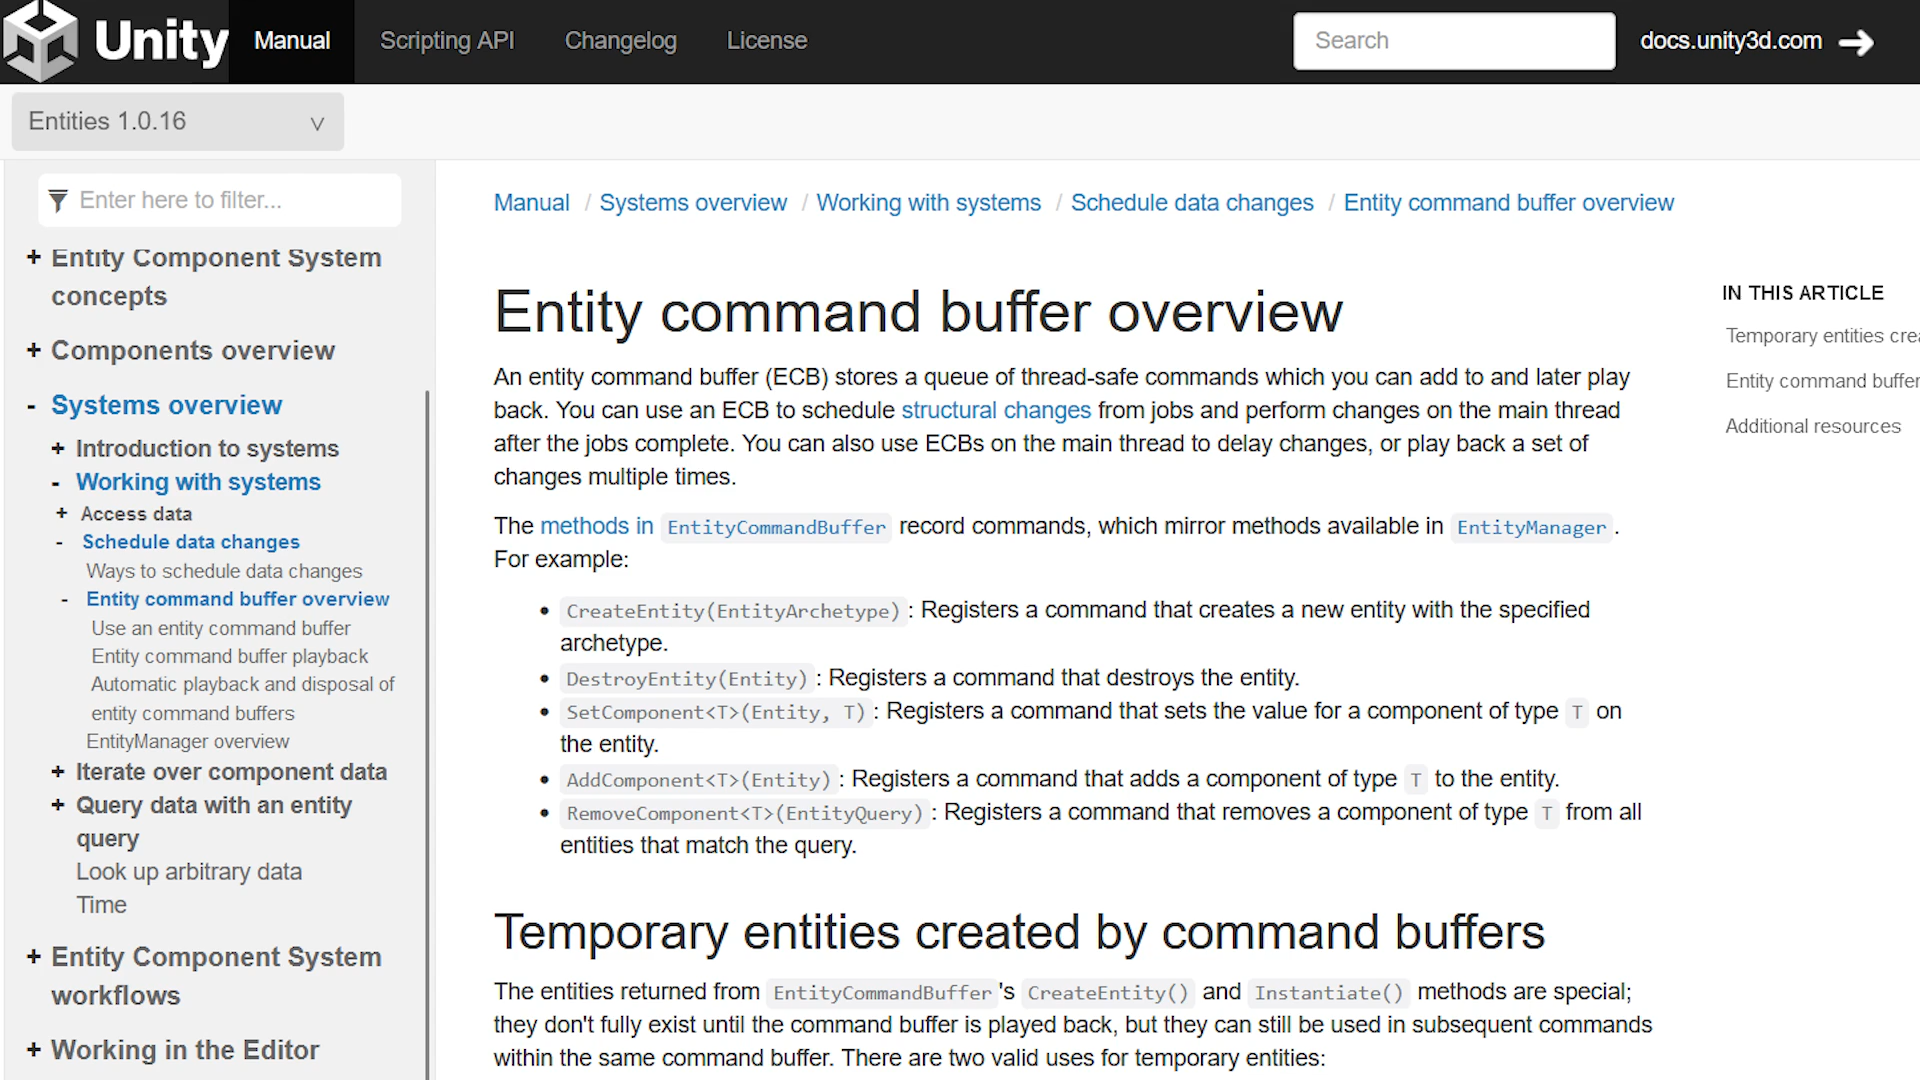 Unity Manual Scripting API Changelog License Search docs.unity3d.com
Entities 1.0.16
Enter here to filter...
+ Entity Component System
concepts
+ Components overview
- Systems overview
+ Introduction to systems
- Working with systems
+ Access data
- Schedule data changes
Ways to schedule data changes
- Entity command buffer overview
Use an entity command buffer
Entity command buffer playback
Automatic playback and disposal of
entity command buffers
EntityManager overview
+ Iterate over component data
+ Query data with an entity
query
Look up arbitrary data
Time
+ Entity Component System
workflows
+ Working in the Editor
Manual / Systems overview / Working with systems / Schedule data changes / Entity command buffer overview
Entity command buffer overview
An entity command buffer (ECB) stores a queue of thread-safe commands which you can add to and later play
back. You can use an ECB to schedule structural changes from jobs and perform changes on the main thread
after the jobs complete. You can also use ECBs on the main thread to delay changes, or play back a set of
changes multiple times.
The methods in EntityCommandBuffer record commands, which mirror methods available in EntityManager.
For example:
• CreateEntity(EntityArchetype): Registers a command that creates a new entity with the specified
archetype.
• DestroyEntity(Entity): Registers a command that destroys the entity.
• SetComponent<T>(Entity, T): Registers a command that sets the value for a component of type T on
the entity.
• AddComponent<T>(Entity): Registers a command that adds a component of type T to the entity.
• RemoveComponent<T>(EntityQuery): Registers a command that removes a component of type T from all
entities that match the query.
Temporary entities created by command buffers
The entities returned from EntityCommandBuffer's CreateEntity() and Instantiate() methods are special;
they don't fully exist until the command buffer is played back, but they can still be used in subsequent commands
within the same command buffer. There are two valid uses for temporary entities:
IN THIS ARTICLE
Temporary entities
Entity command buffer
Additional resources